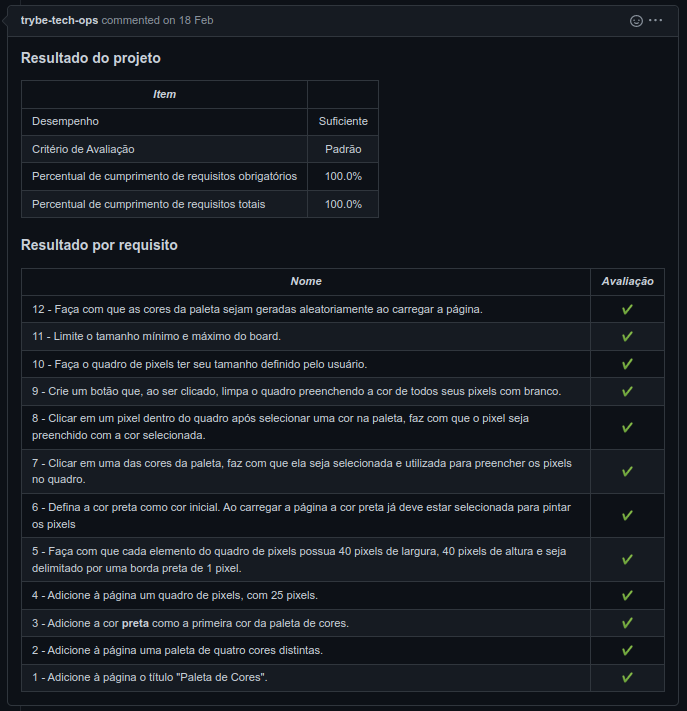 trybe-tech-ops commented on 18 Feb
Resultado do projeto
Item
Desempenho Suficiente
Critério de Avaliação Padrão
Percentual de cumprimento de requisitos obrigatórios 100.0%
Percentual de cumprimento de requisitos totais 100.0%
Resultado por requisito
Nome Avaliação
12 - Faça com que as cores da paleta sejam geradas aleatoriamente ao carregar a página.
11 - Limite o tamanho mínimo e máximo do board.
10 - Faça o quadro de pixels ter seu tamanho definido pelo usuário.
9 - Crie um botão que, ao ser clicado, limpa o quadro preenchendo a cor de todos seus pixels com branco.
8 - Clicar em um pixel dentro do quadro após selecionar uma cor na paleta, faz com que o pixel seja
preenchido com a cor selecionada.
7 - Clicar em uma das cores da paleta, faz com que ela seja selecionada e utilizada para preencher os pixels
no quadro.
6 - Defina a cor preta como cor inicial. Ao carregar a página a cor preta já deve estar selecionada para pintar
os pixels
5 - Faça com que cada elemento do quadro de pixels possua 40 pixels de largura, 40 pixels de altura e seja
delimitado por uma borda preta de 1 pixel.
4 - Adicione à página um quadro de pixels, com 25 pixels.
3 - Adicione a cor preta como a primeira cor da paleta de cores.
2 - Adicione à página uma paleta de quatro cores distintas.
1 - Adicione à página o título "Paleta de Cores".